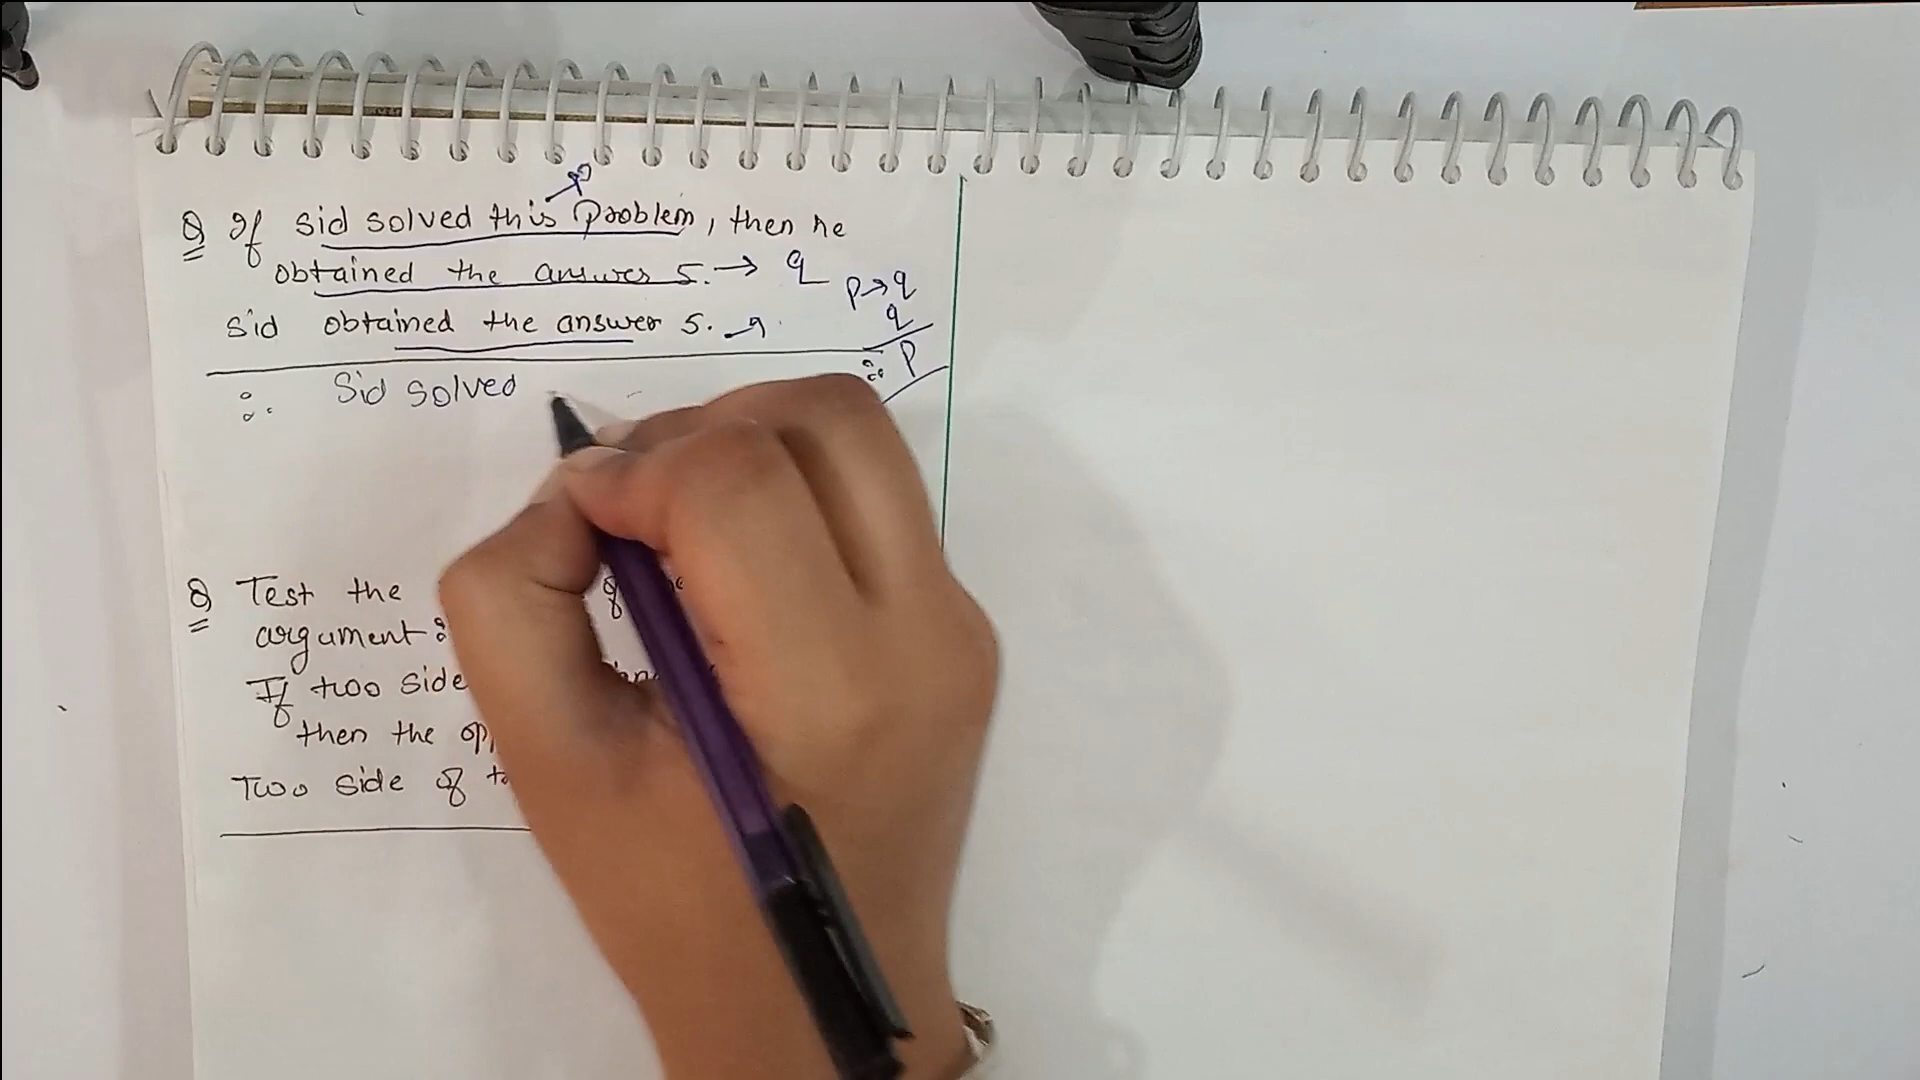 P
Q If Sid solved this problem, then he
obtained the answer 5. → q
p→q
q
Sid obtained the answer 5. → q
∴ p
∴ Sid solved
Q Test the
argument:
If two side
then the
Two side of